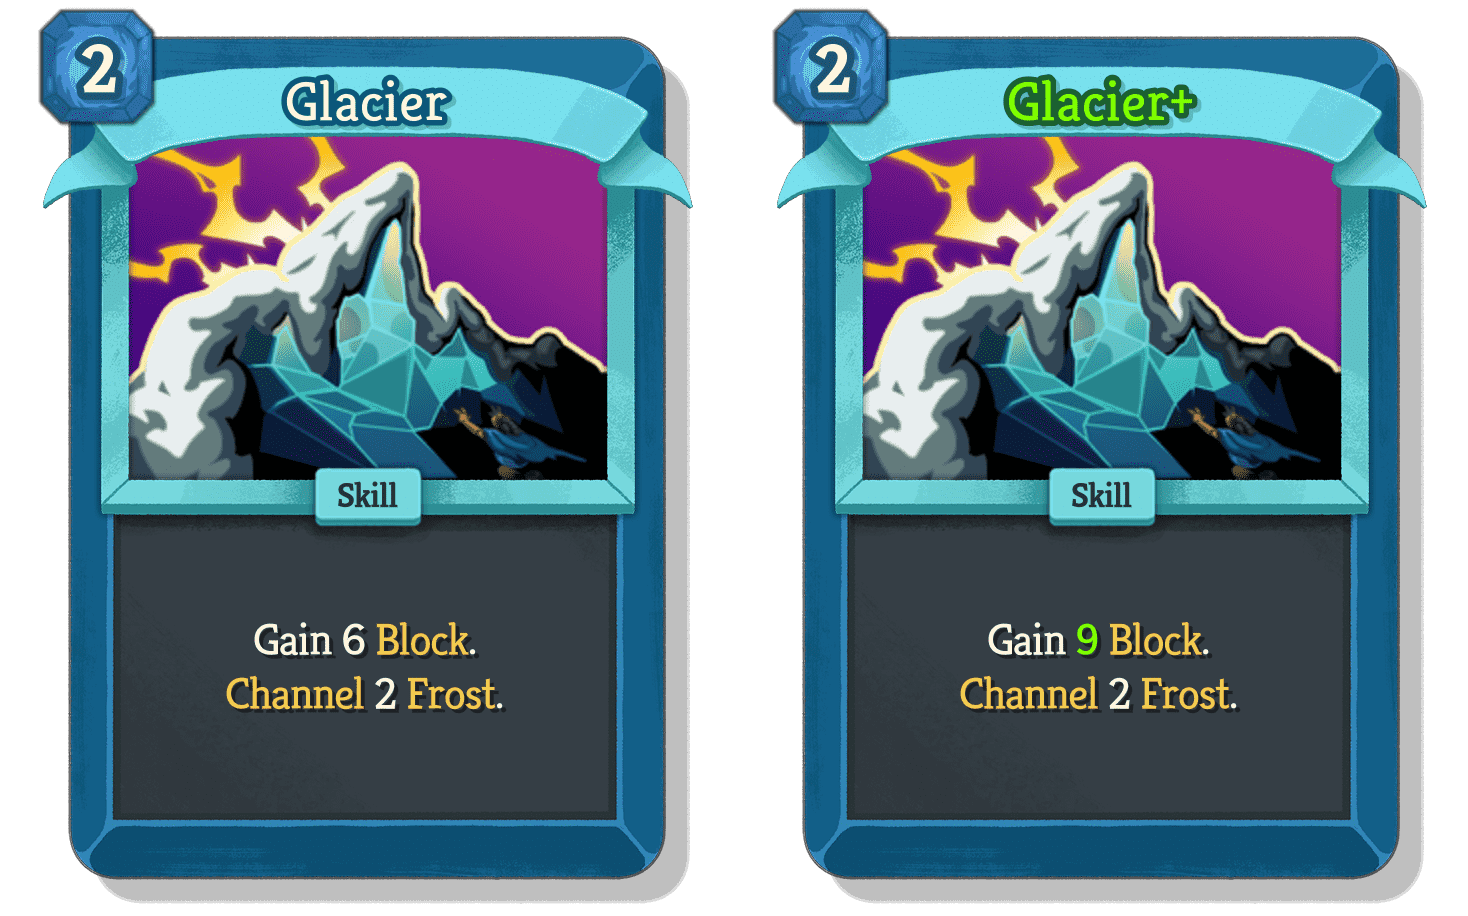 2
Glacier
Skill
Gain 6 Block.
Channel 2 Frost.
2
Glacier+
Skill
Gain 9 Block.
Channel 2 Frost.